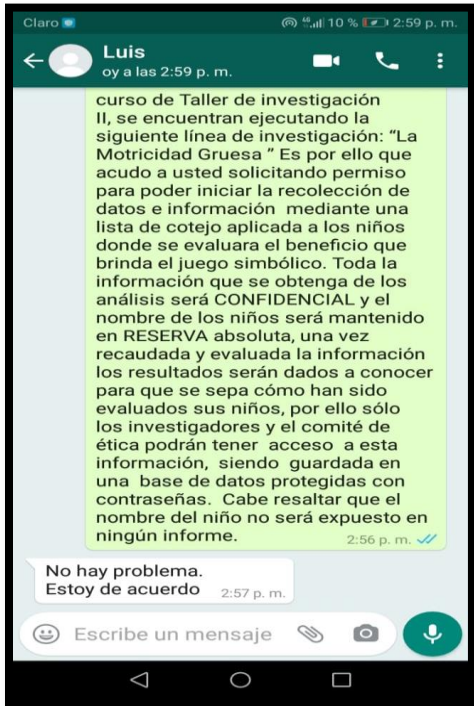 Claro 10 % 2:59 p. m.
Luis
oy a las 2:59 p. m.
curso de Taller de investigación
II, se encuentran ejecutando la
siguiente línea de investigación: “La
Motricidad Gruesa ” Es por ello que
acudo a usted solicitando permiso
para poder iniciar la recolección de
datos e información mediante una
lista de cotejo aplicada a los niños
donde se evaluara el beneficio que
brinda el juego simbólico. Toda la
información que se obtenga de los
análisis será CONFIDENCIAL y el
nombre de los niños será mantenido
en RESERVA absoluta, una vez
recaudada y evaluada la información
los resultados serán dados a conocer
para que se sepa cómo han sido
evaluados sus niños, por ello sólo
los investigadores y el comité de
ética podrán tener acceso a esta
información, siendo guardada en
una base de datos protegidas con
contraseñas. Cabe resaltar que el
nombre del niño no será expuesto en
ningún informe.
2:56 p. m.
No hay problema.
Estoy de acuerdo 2:57 p. m.
Escribe un mensaje